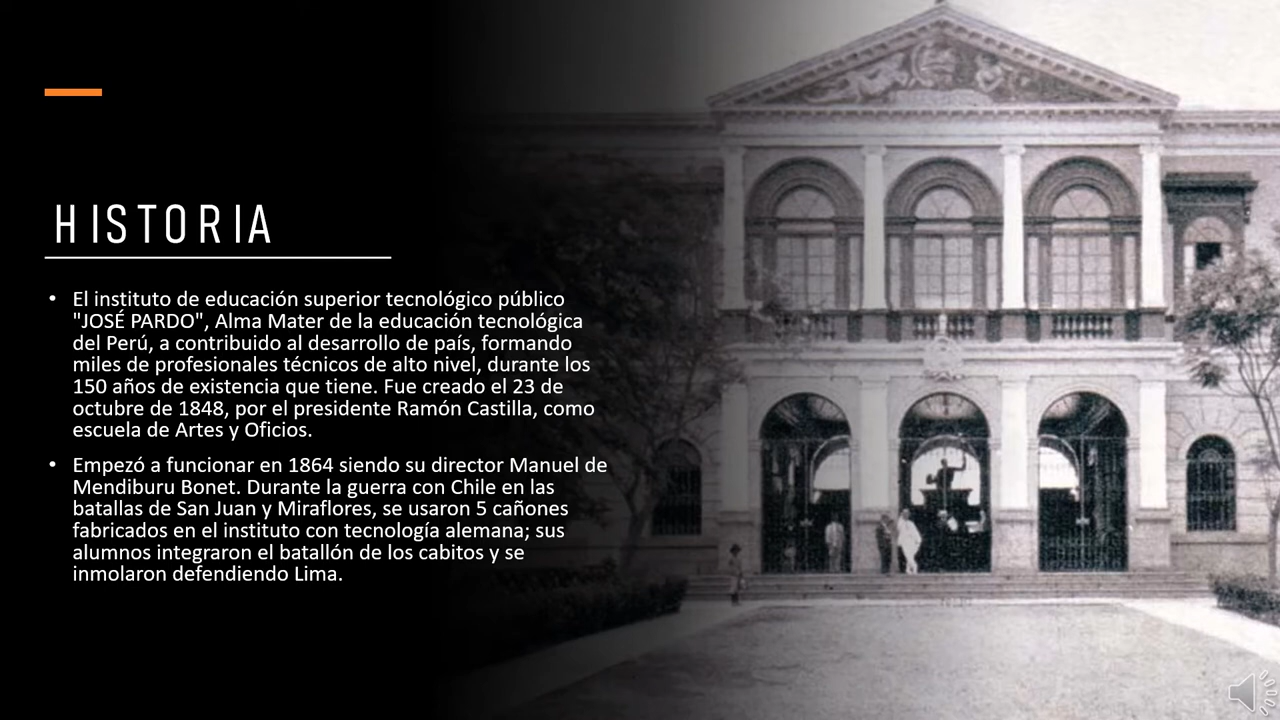 HISTORIA
• El instituto de educación superior tecnológico público
"JOSÉ PARDO", Alma Mater de la educación tecnológica
del Perú, a contribuido al desarrollo de país, formando
miles de profesionales técnicos de alto nivel, durante los
150 años de existencia que tiene. Fue creado el 23 de
octubre de 1848, por el presidente Ramón Castilla, como
escuela de Artes y Oficios.
• Empezó a funcionar en 1864 siendo su director Manuel de
Mendiburu Bonet. Durante la guerra con Chile en las
batallas de San Juan y Miraflores, se usaron 5 cañones
fabricados en el instituto con tecnología alemana; sus
alumnos integraron el batallón de los cabitos y se
inmolaron defendiendo Lima.